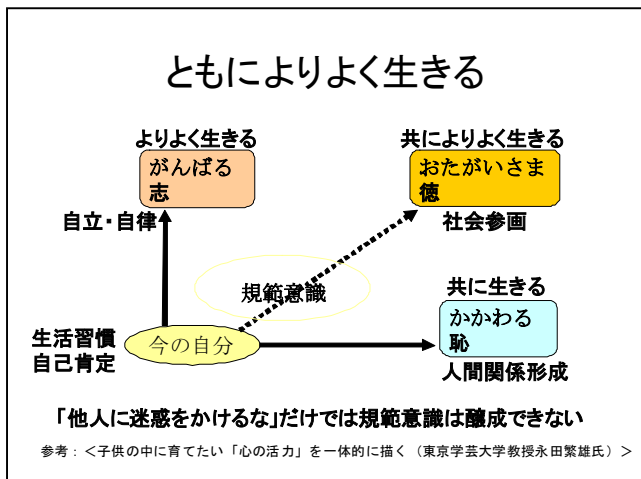 ともによりよく生きる
よりよく生きる
がんばる
志
自立・自律
共によりよく生きる
おたがいさま
徳
社会参画
規範意識
共に生きる
かかわる
恥
人間関係形成
生活習慣
自己肯定
今の自分
「他人に迷惑をかけるな」だけでは規範意識は醸成できない
参考：＜子供の中に育てたい「心の活力」を一体的に描く（東京学芸大学教授永田繁雄氏）＞